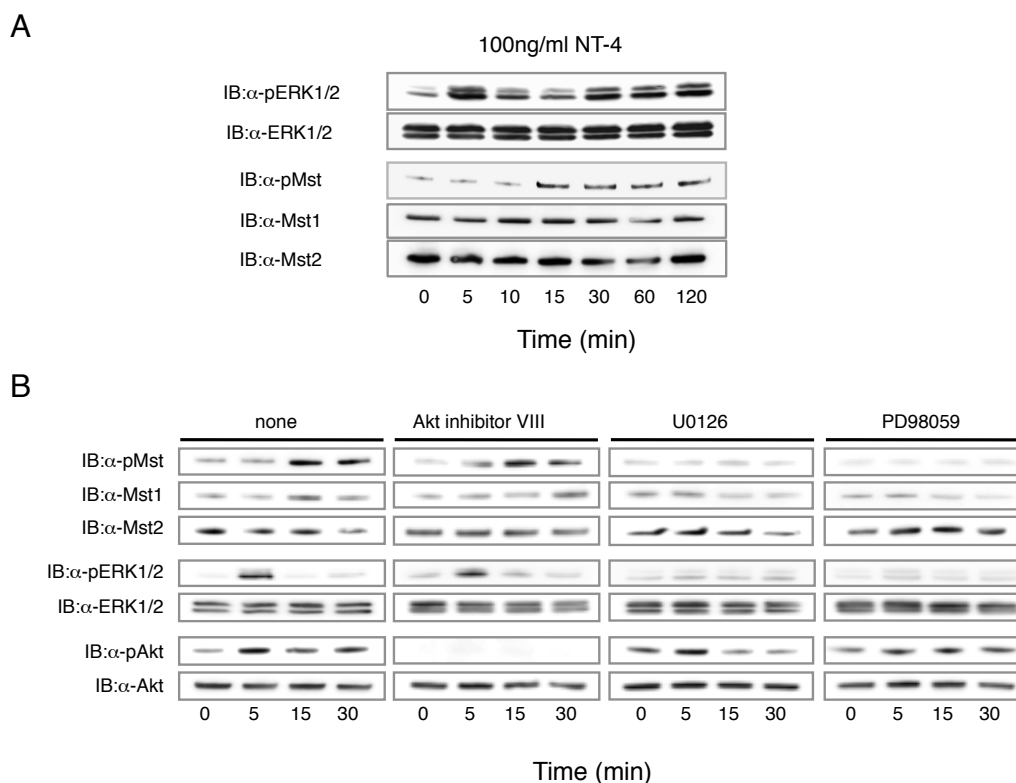 A
100ng/ml NT-4
IB:α-pERK1/2
IB:α-ERK1/2
IB:α-pMst
IB:α-Mst1
IB:α-Mst2
0 5 10 15 30 60 120
Time (min)
B
none Akt inhibitor VIII U0126 PD98059
IB:α-pMst
IB:α-Mst1
IB:α-Mst2
IB:α-pERK1/2
IB:α-ERK1/2
IB:α-pAkt
IB:α-Akt
0 5 15 30 0 5 15 30 0 5 15 30 0 5 15 30
Time (min)